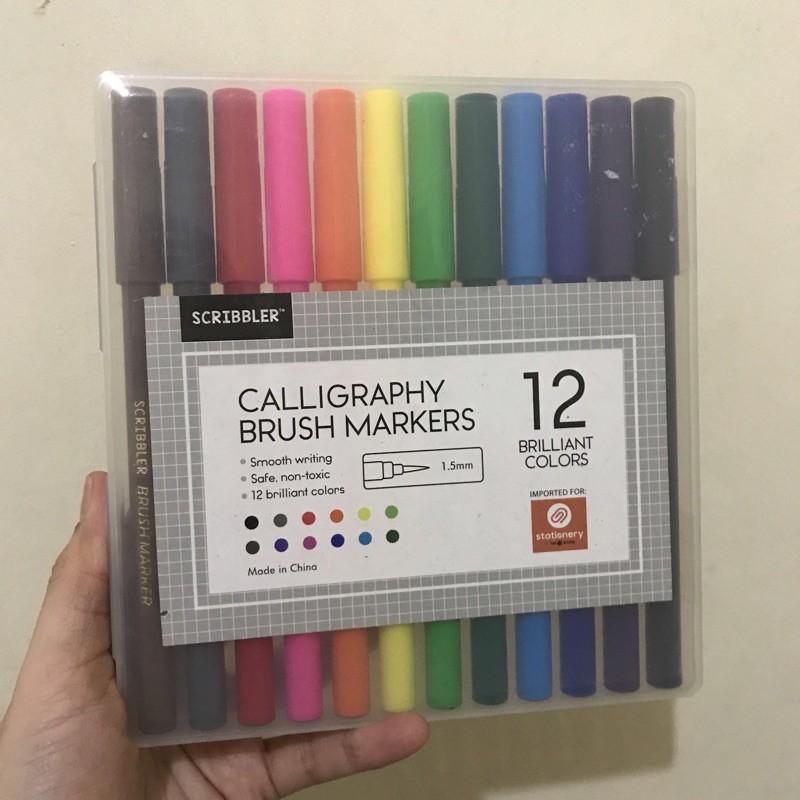 SCRIBBLER™
CALLIGRAPHY
BRUSH MARKERS
Smooth writing
Safe, non-toxic
12 brilliant colors
1.5mm
Made in China
12
BRILLIANT
COLORS
IMPORTED FOR:
stationery
SCRIBBLER BRUSH MARKER